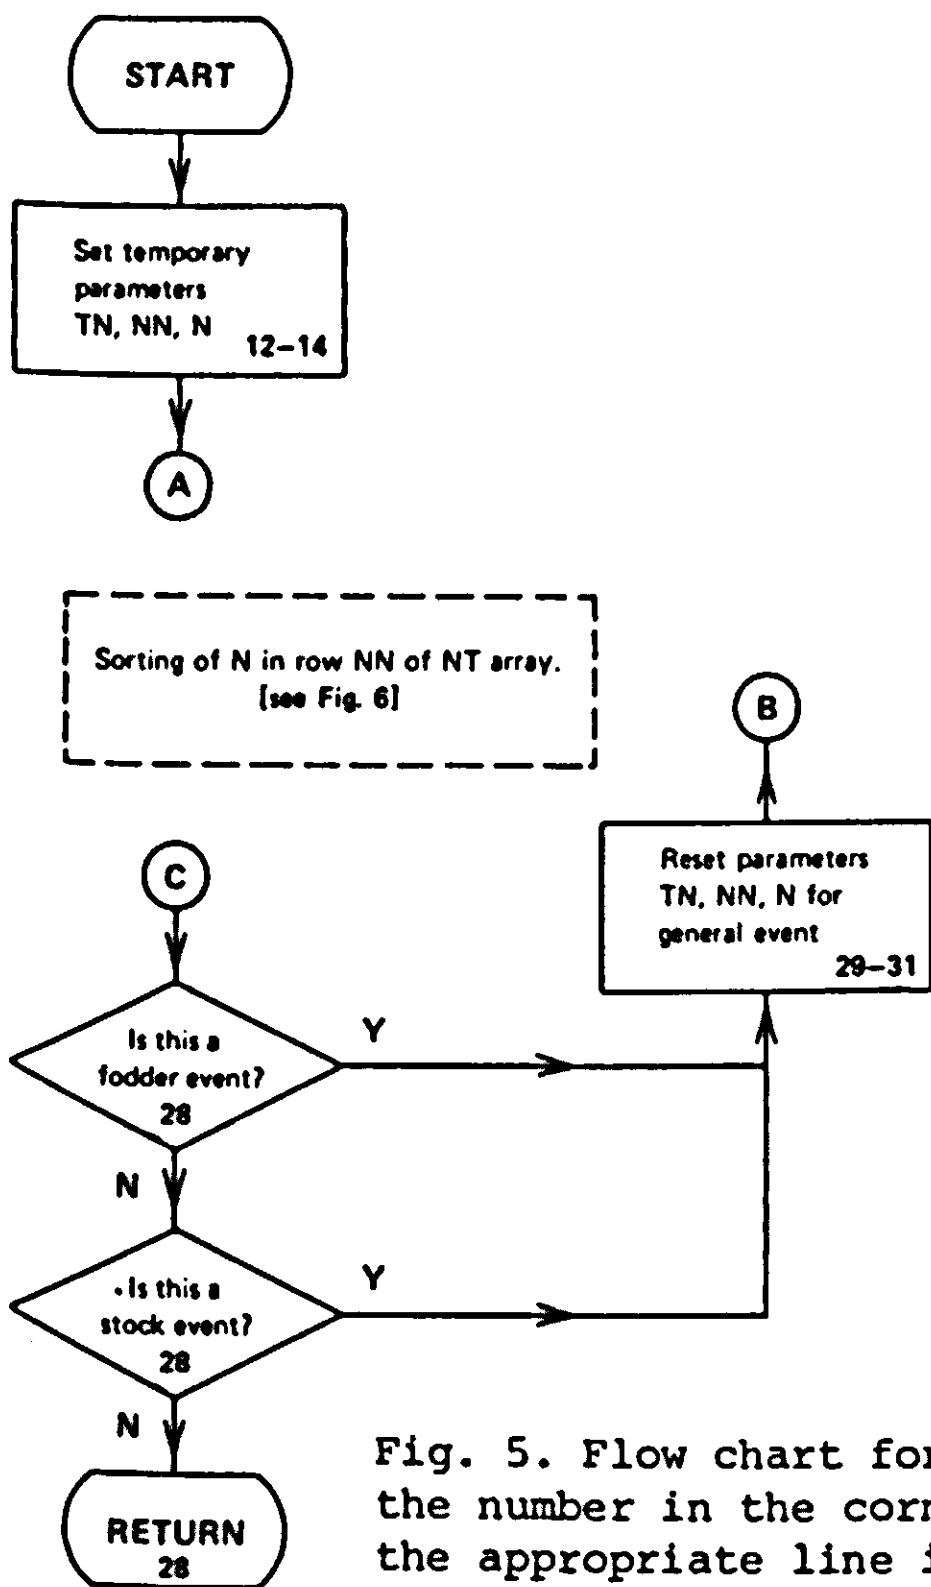 START
Set temporary
parameters
TN, NN, N
12–14
A
Sorting of N in row NN of NT array.
[see Fig. 6]
B
Reset parameters
TN, NN, N for
general event
29–31
C
Is this a
fodder event?
28
Y
N
Is this a
stock event?
28
Y
N
RETURN
28
Fig. 5. Flow chart for
the number in the corn
the appropriate line i